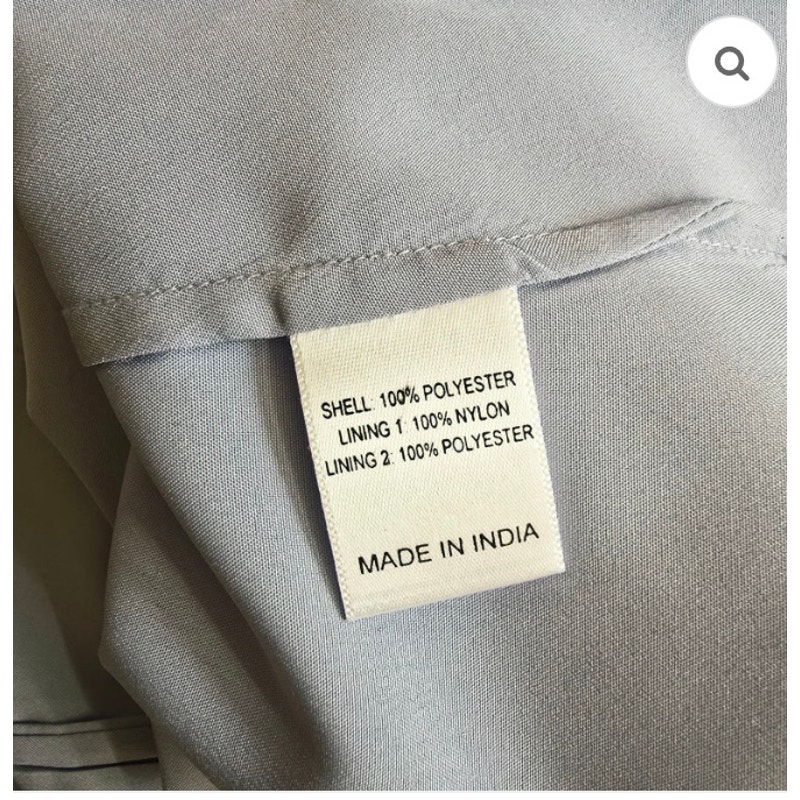 SHELL: 100% POLYESTER
LINING 1: 100% NYLON
LINING 2: 100% POLYESTER
MADE IN INDIA